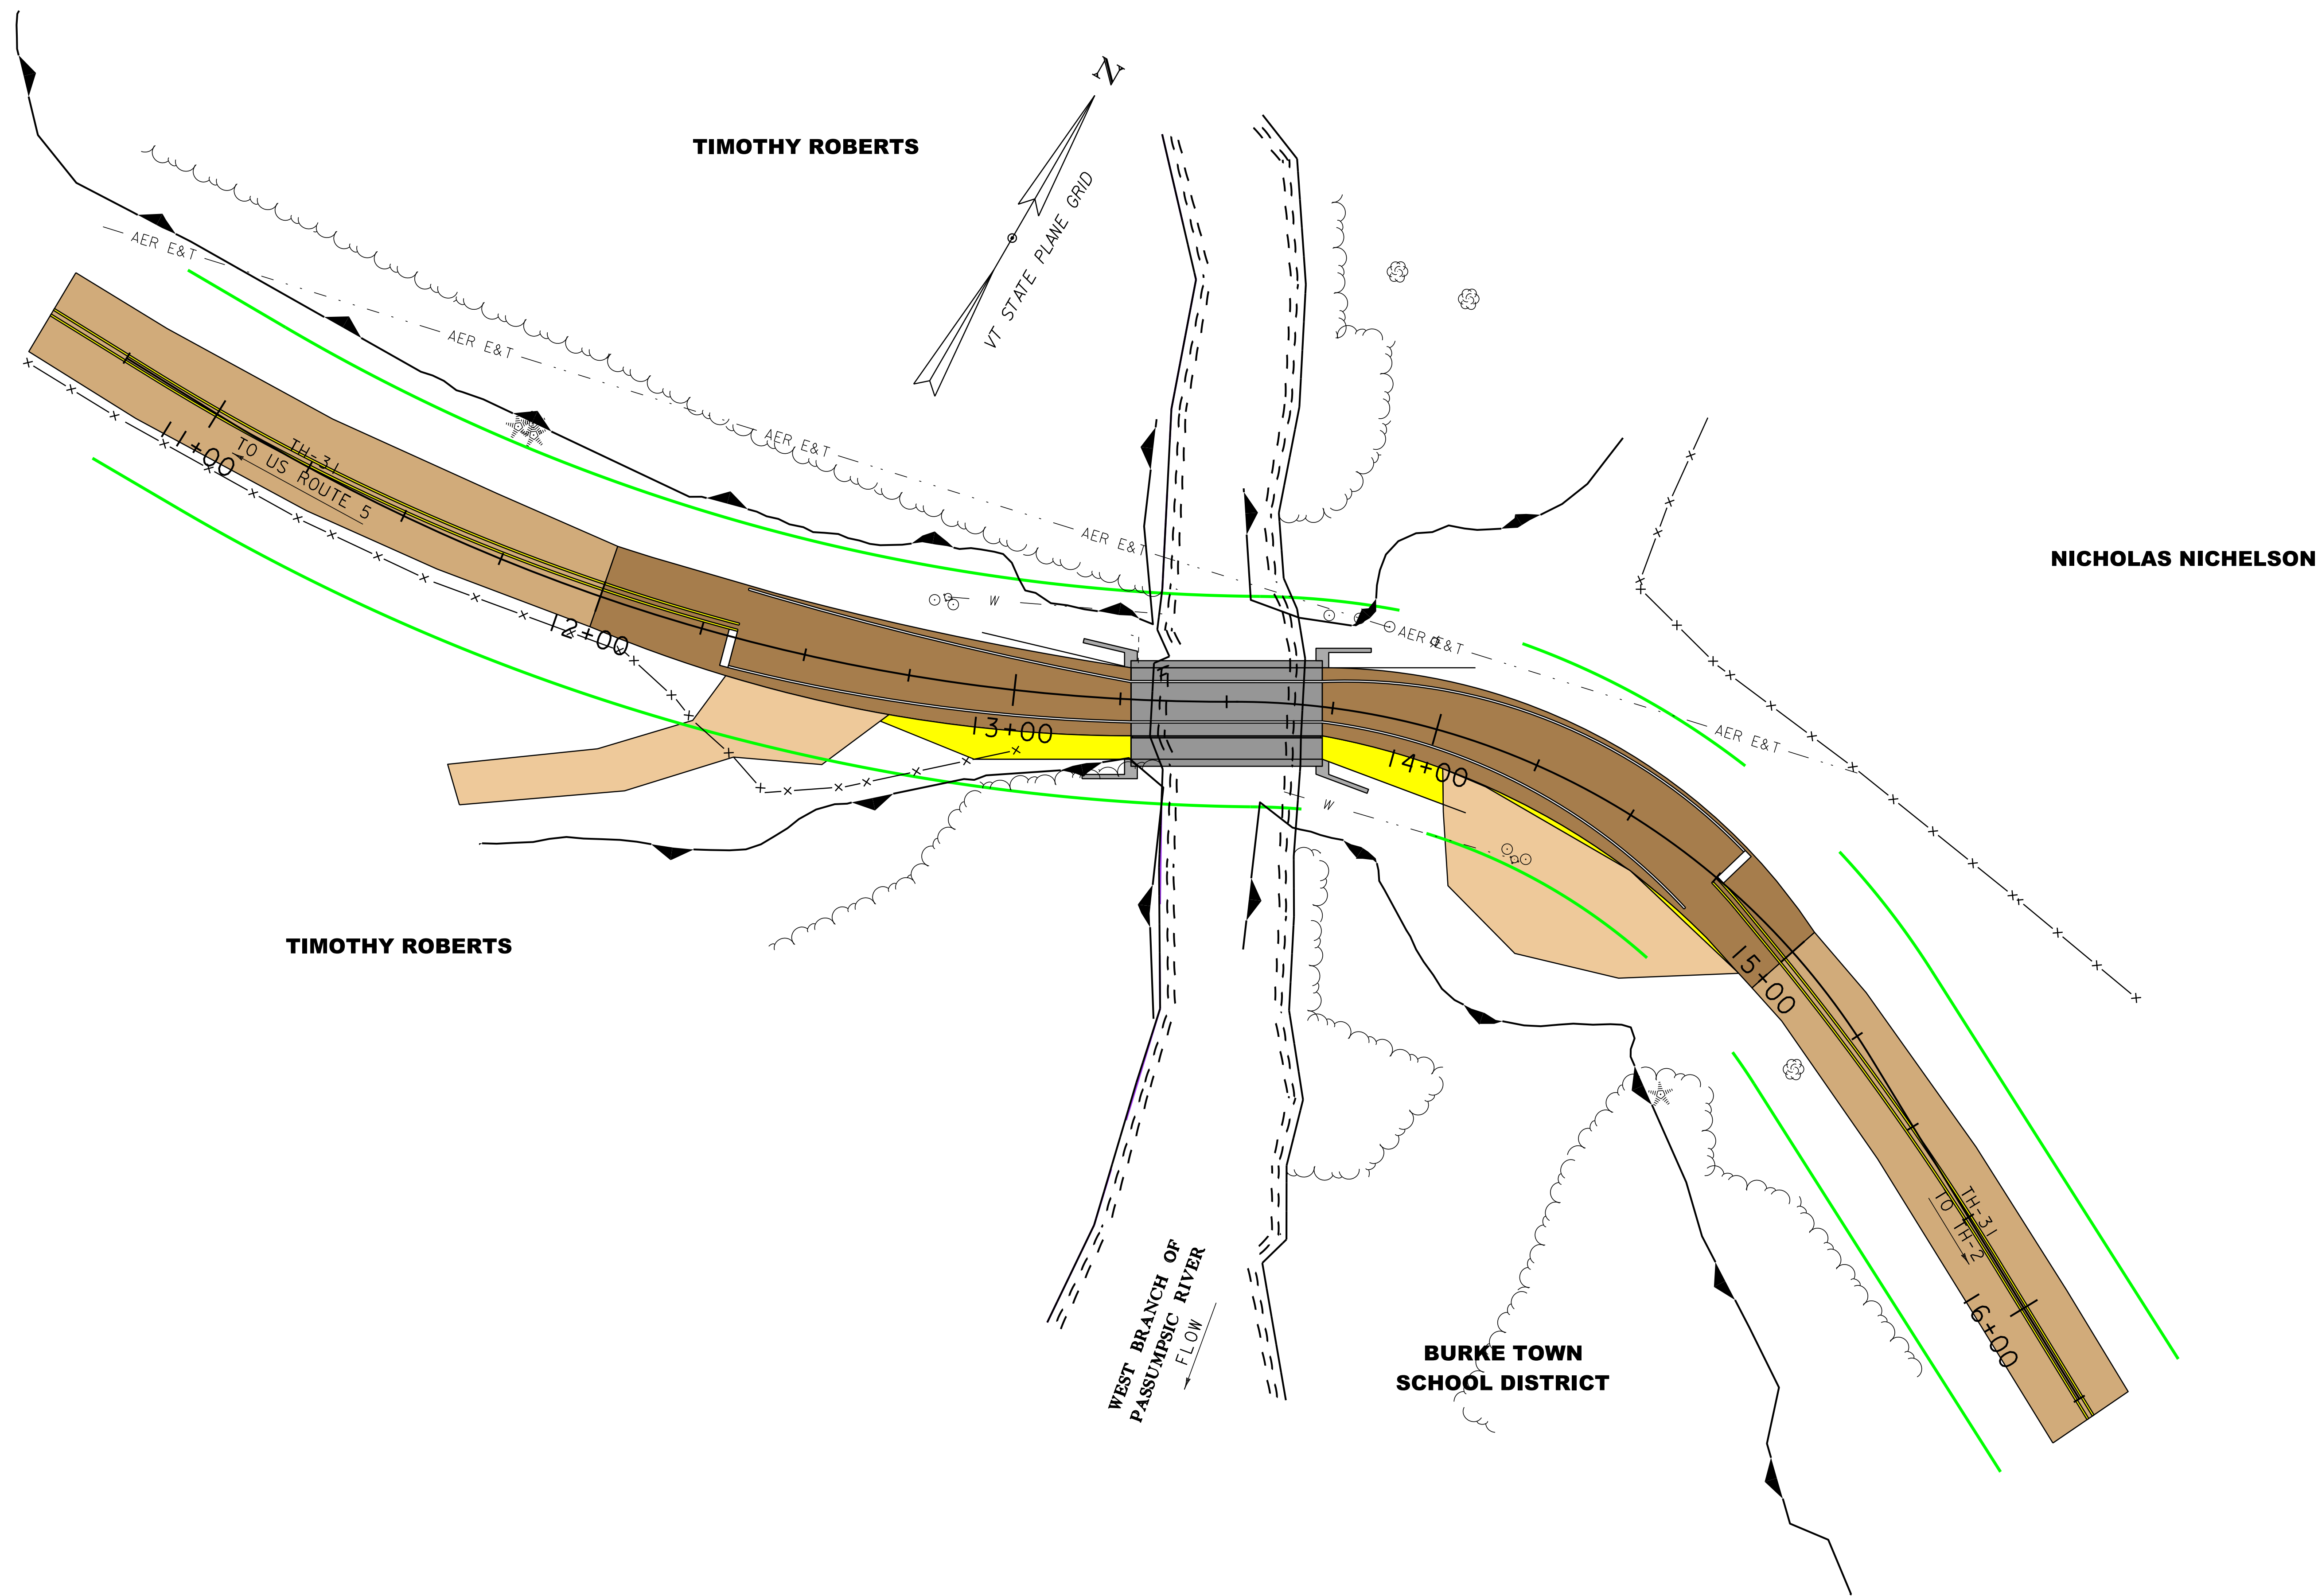 N
TIMOTHY ROBERTS
VT STATE PLANE GRID
AER E&T
AER E&T
AER E&T
AER E&T
AER E&T
AER E&T
NICHOLAS NICHELSON
11+00
TH-31
TO US ROUTE 5
12+00
W
13+00
14+00
W
15+00
TIMOTHY ROBERTS
TH-31
TO TH-2
16+00
WEST BRANCH OF
PASSUMPSIC RIVER
FLOW
BURKE TOWN
SCHOOL DISTRICT